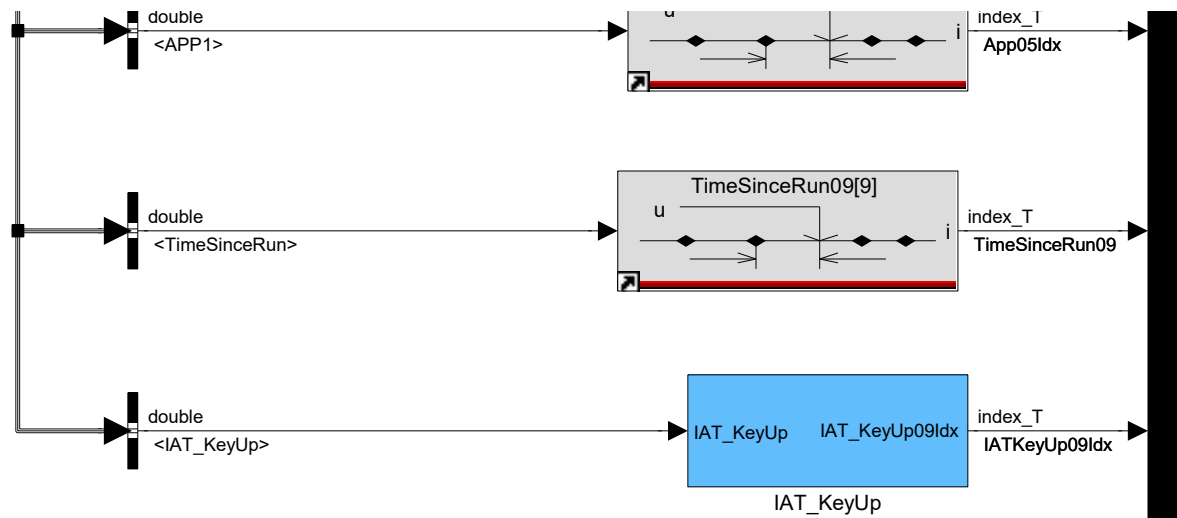 double
<APP1>
u
i
index_T
App05Idx
TimeSinceRun09[9]
double
<TimeSinceRun>
u
i
index_T
TimeSinceRun09
double
<IAT_KeyUp>
IAT_KeyUp
IAT_KeyUp09Idx
index_T
IATKeyUp09Idx
IAT_KeyUp